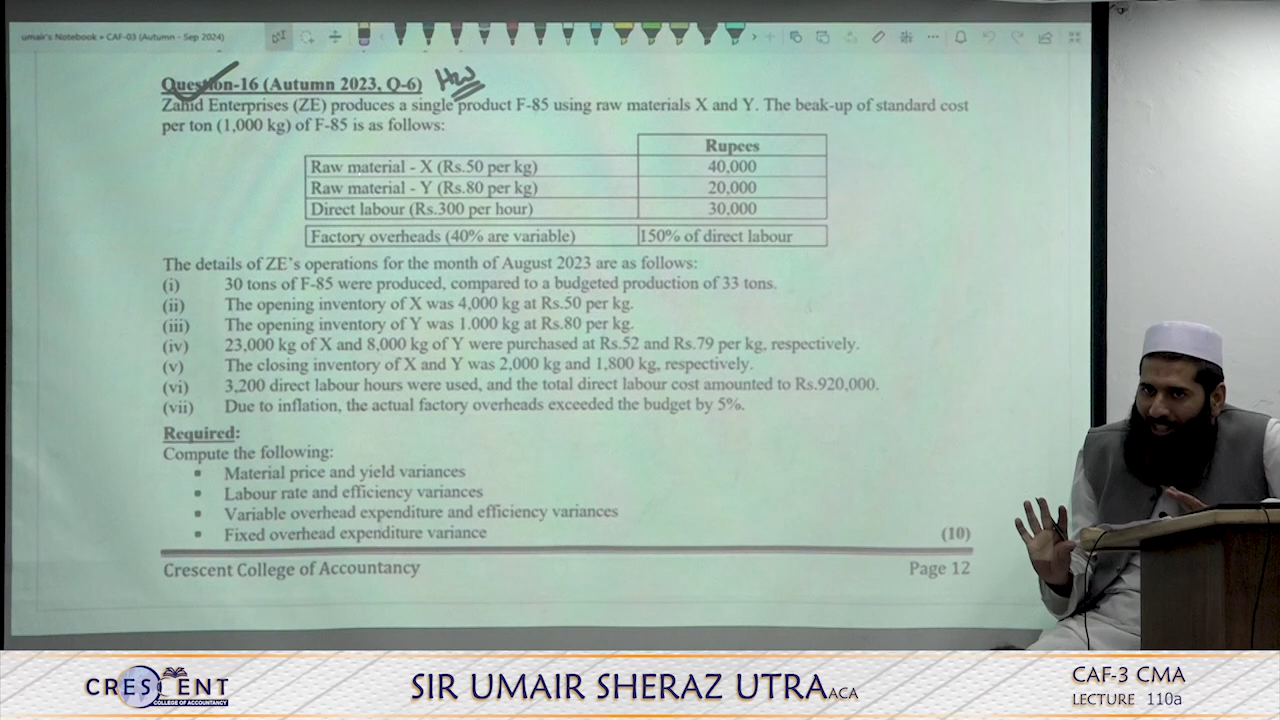 umair's Notebook » CAF-03 (Autumn - Sep 2024)
Question-16 (Autumn 2023, Q-6) HW
Zahid Enterprises (ZE) produces a single product F-85 using raw materials X and Y. The beak-up of standard cost
per ton (1,000 kg) of F-85 is as follows:
Rupees
Raw material - X (Rs.50 per kg) 40,000
Raw material - Y (Rs.80 per kg) 20,000
Direct labour (Rs.300 per hour) 30,000
Factory overheads (40% are variable) 150% of direct labour
The details of ZE's operations for the month of August 2023 are as follows:
(i) 30 tons of F-85 were produced, compared to a budgeted production of 33 tons.
(ii) The opening inventory of X was 4,000 kg at Rs.50 per kg.
(iii) The opening inventory of Y was 1.000 kg at Rs.80 per kg.
(iv) 23,000 kg of X and 8,000 kg of Y were purchased at Rs.52 and Rs.79 per kg, respectively.
(v) The closing inventory of X and Y was 2,000 kg and 1,800 kg, respectively.
(vi) 3,200 direct labour hours were used, and the total direct labour cost amounted to Rs.920,000.
(vii) Due to inflation, the actual factory overheads exceeded the budget by 5%.
Required:
Compute the following:
▪ Material price and yield variances
▪ Labour rate and efficiency variances
▪ Variable overhead expenditure and efficiency variances
▪ Fixed overhead expenditure variance (10)
Crescent College of Accountancy Page 12
CRESCENT
COLLEGE OF ACCOUNTANCY
SIR UMAIR SHERAZ UTRA ACA
CAF-3 CMA
LECTURE 110a